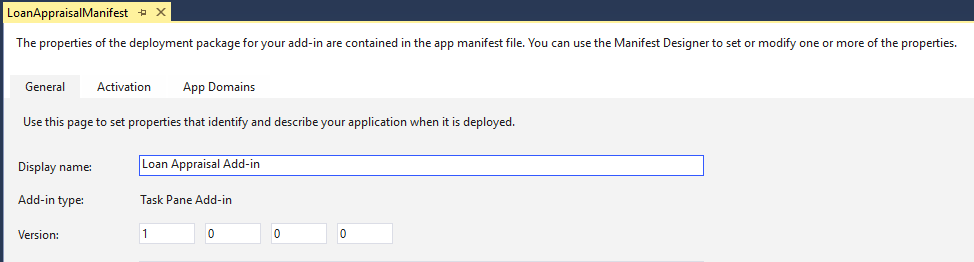 LoanAppraisalManifest
The properties of the deployment package for your add-in are contained in the app manifest file. You can use the Manifest Designer to set or modify one or more of the properties.
General Activation App Domains
Use this page to set properties that identify and describe your application when it is deployed.
Display name: Loan Appraisal Add-in
Add-in type: Task Pane Add-in
Version: 1 0 0 0